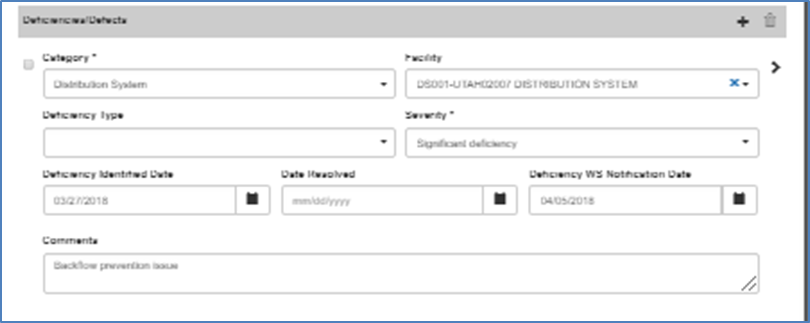 Deficiencies/Defects
Category * Facility
Distribution System DS001-UTAH02007 DISTRIBUTION SYSTEM
Deficiency Type Severity *
Significant deficiency
Deficiency Identified Date Date Resolved Deficiency WS Notification Date
03/27/2018 mm/dd/yyyy 04/05/2018
Comments
Backflow prevention issue